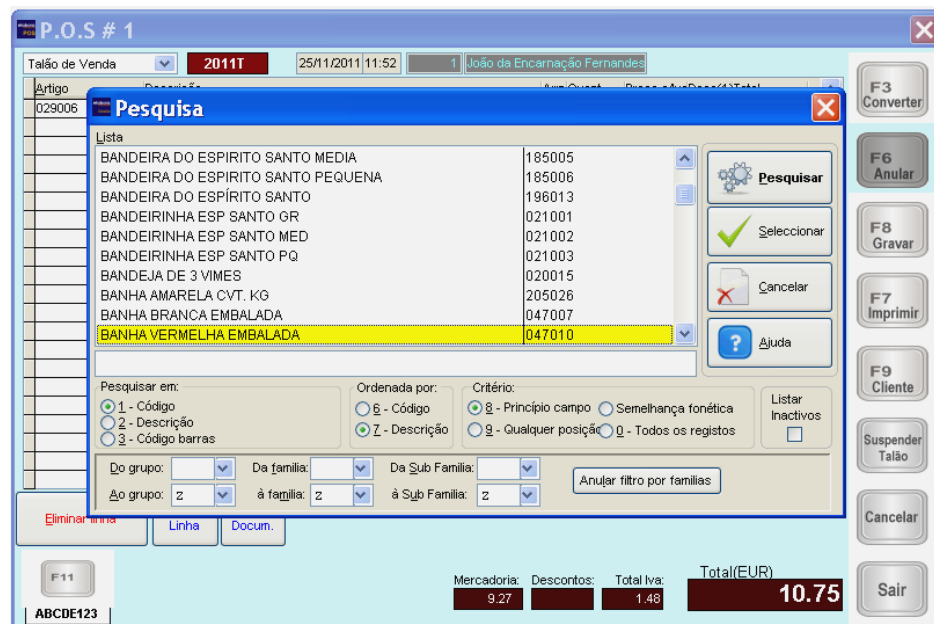 P.O.S # 1
Talão de Venda 2011T 25/11/2011 11:52 1 João da Encarnação Fernandes
Artigo
029006
Pesquisa
Lista
BANDEIRA DO ESPIRITO SANTO MEDIA 185005
BANDEIRA DO ESPIRITO SANTO PEQUENA 185006
BANDEIRA DO ESPÍRITO SANTO 196013
BANDEIRINHA ESP SANTO GR 021001
BANDEIRINHA ESP SANTO MED 021002
BANDEIRINHA ESP SANTO PQ 021003
BANDEJA DE 3 VIMES 020015
BANHA AMARELA CVT. KG 205026
BANHA BRANCA EMBALADA 047007
BANHA VERMELHA EMBALADA 047010
Pesquisar
Seleccionar
Cancelar
Ajuda
Pesquisar em:
1 - Código
2 - Descrição
3 - Código barras
Ordenada por:
6 - Código
7 - Descrição
Critério:
8 - Princípio campo
Semelhança fonética
9 - Qualquer posição
0 - Todos os registos
Listar
Inactivos
Do grupo: Da familia: Da Sub Familia:
Ao grupo: z à familia: z à Sub Familia: z
Anular filtro por familias
Eliminar linha
Linha
Docum.
F11
ABCDE123
Mercadoria: Descontos: Total Iva: Total(EUR)
9.27 1.48 10.75
F3
Converter
F6
Anular
F8
Gravar
F7
Imprimir
F9
Cliente
Suspender
Talão
Cancelar
Sair